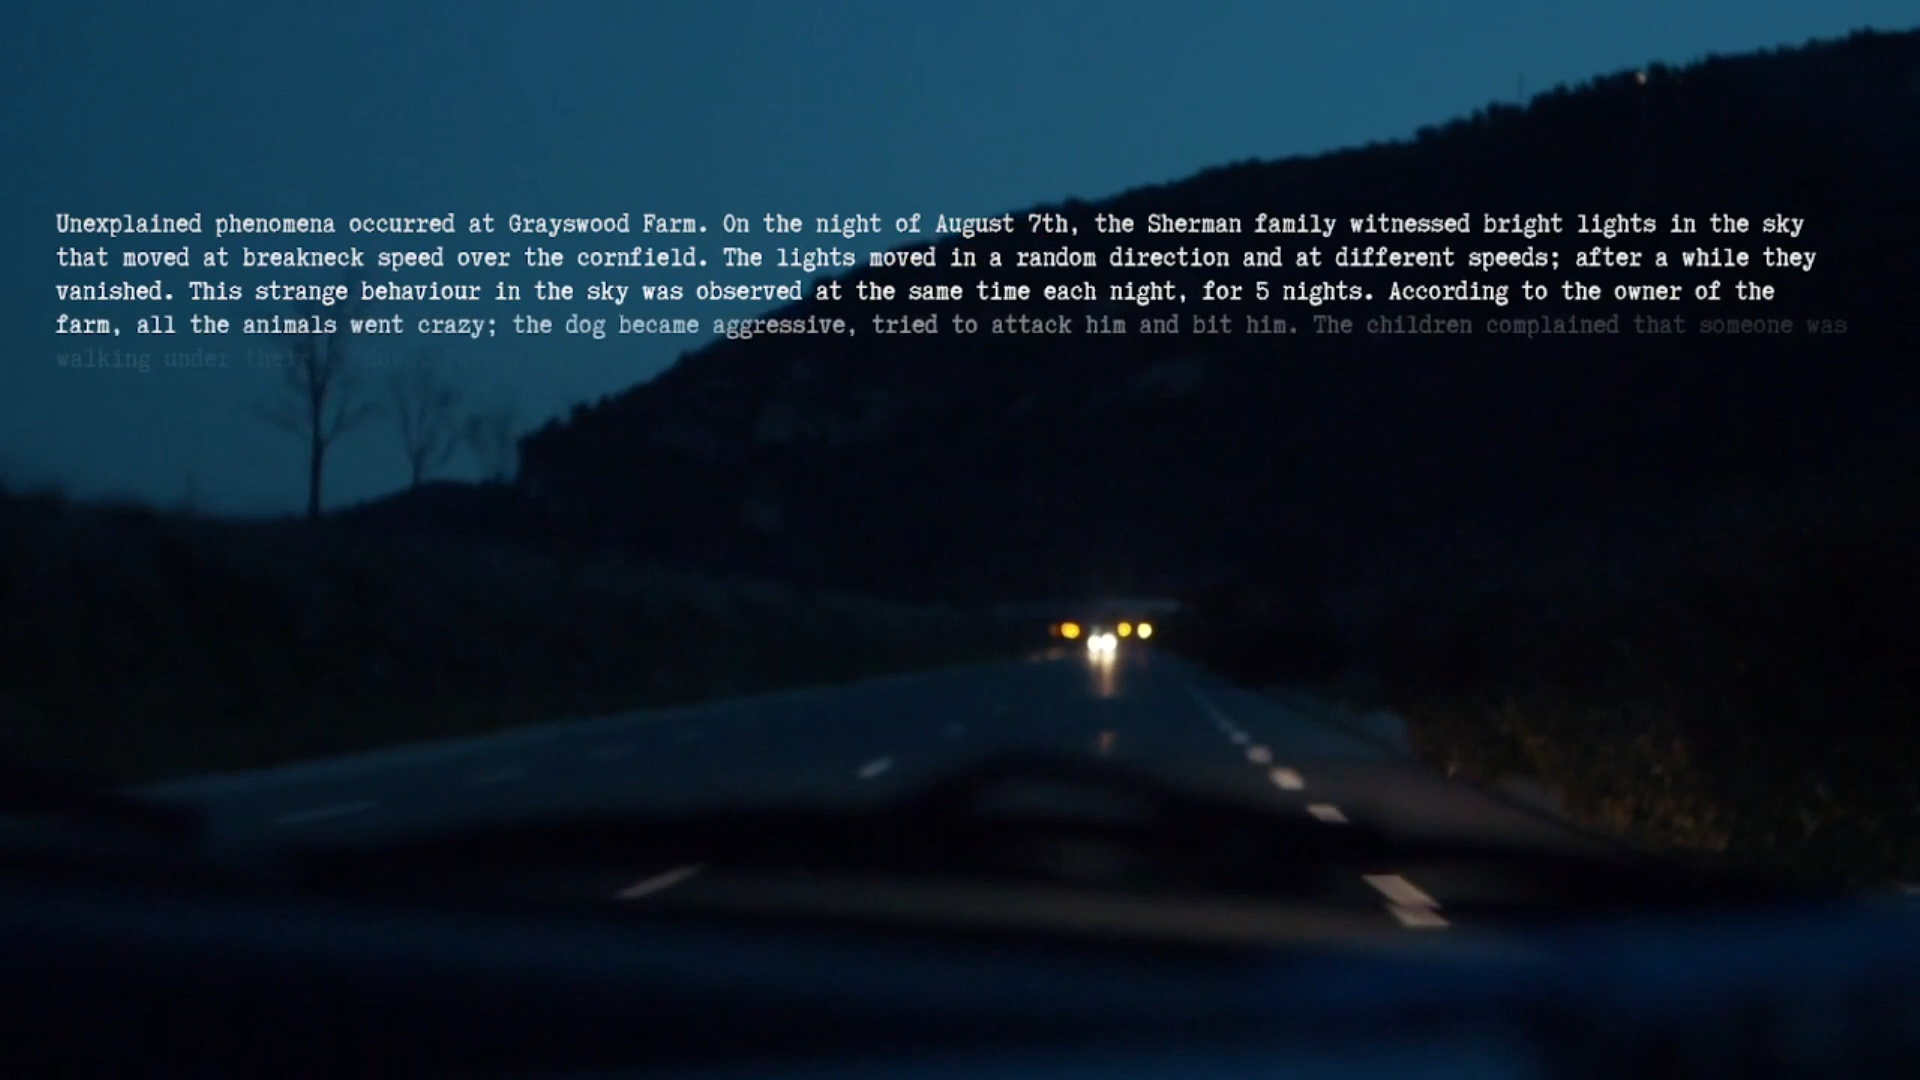 Unexplained phenomena occurred at Grayswood Farm. On the night of August 7th, the Sherman family witnessed bright lights in the sky
that moved at breakneck speed over the cornfield. The lights moved in a random direction and at different speeds; after a while they
vanished. This strange behaviour in the sky was observed at the same time each night, for 5 nights. According to the owner of the
farm, all the animals went crazy; the dog became aggressive, tried to attack him and bit him. The children complained that someone was
walking under their